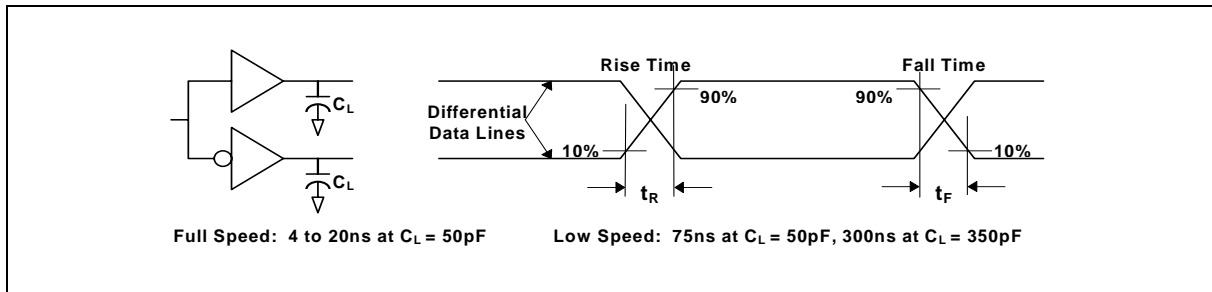 Rise Time
Fall Time
C_L
90%
90%
Differential
Data Lines
10%
10%
C_L
t_R
t_F
Full Speed: 4 to 20ns at C_L = 50pF
Low Speed: 75ns at C_L = 50pF, 300ns at C_L = 350pF